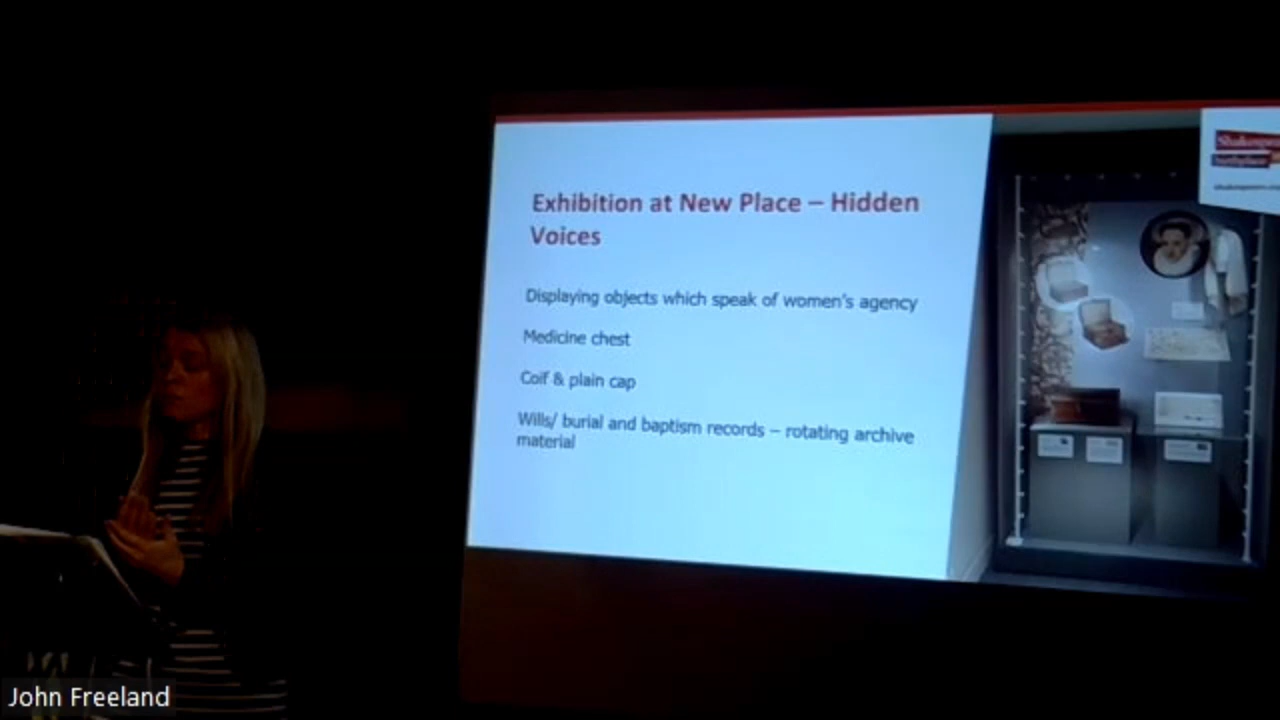 Exhibition at New Place – Hidden
Voices
Displaying objects which speak of women's agency
Medicine chest
Coif & plain cap
Wills/ burial and baptism records – rotating archive
material
John Freeland